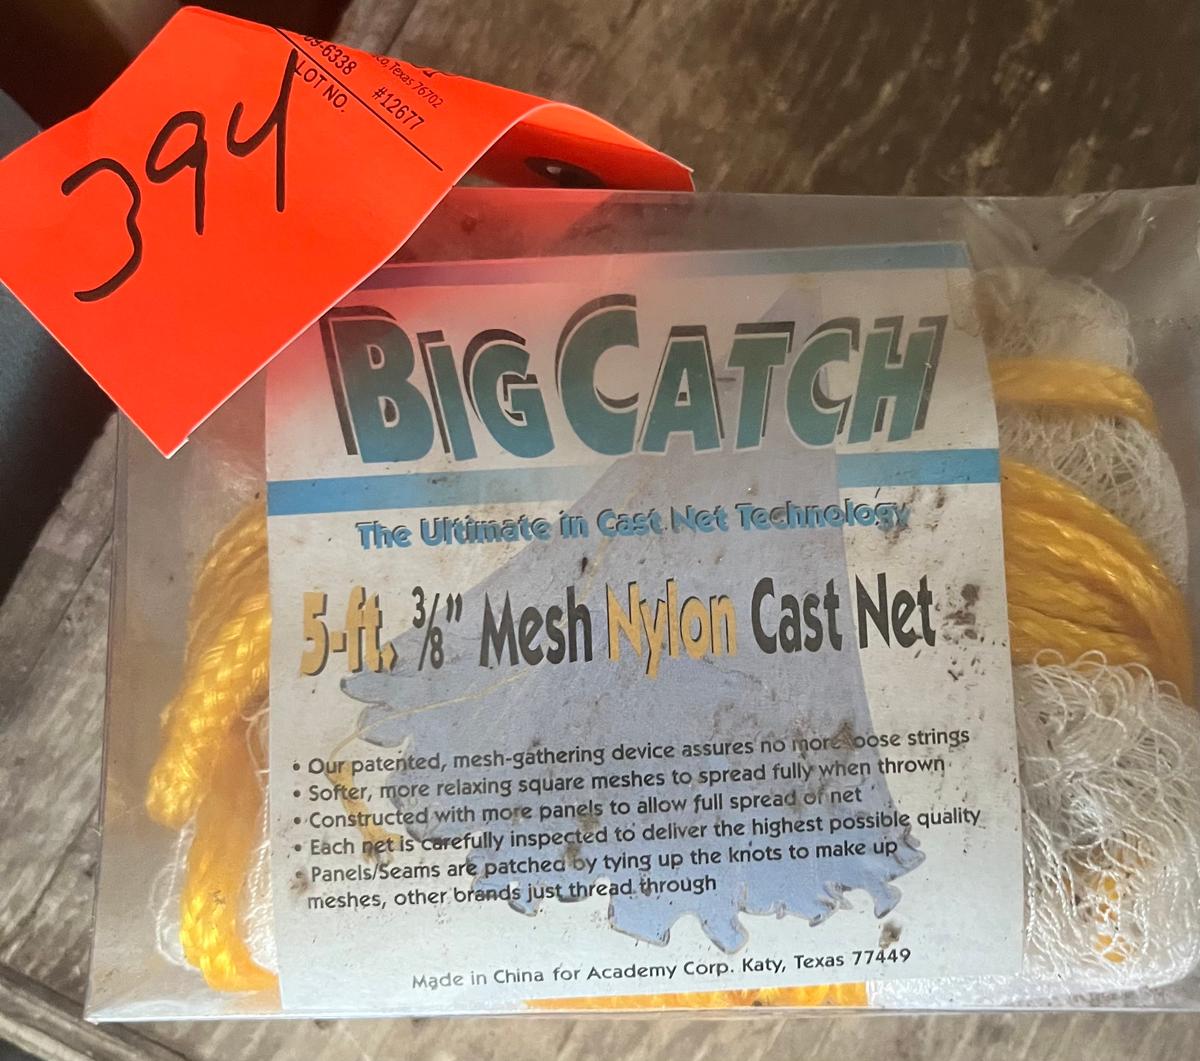 09-6338
co, Texas 76702
LOT NO.
#12677
394
BIG CATCH
The Ultimate in Cast Net Technology
5-ft. 3/8" Mesh Nylon Cast Net
• Our patented, mesh-gathering device assures no more loose strings
• Softer, more relaxing square meshes to spread fully when thrown
• Constructed with more panels to allow full spread of net
• Each net is carefully inspected to deliver the highest possible quality
• Panels/Seams are patched by tying up the knots to make up
meshes, other brands just thread through
Made in China for Academy Corp. Katy, Texas 77449